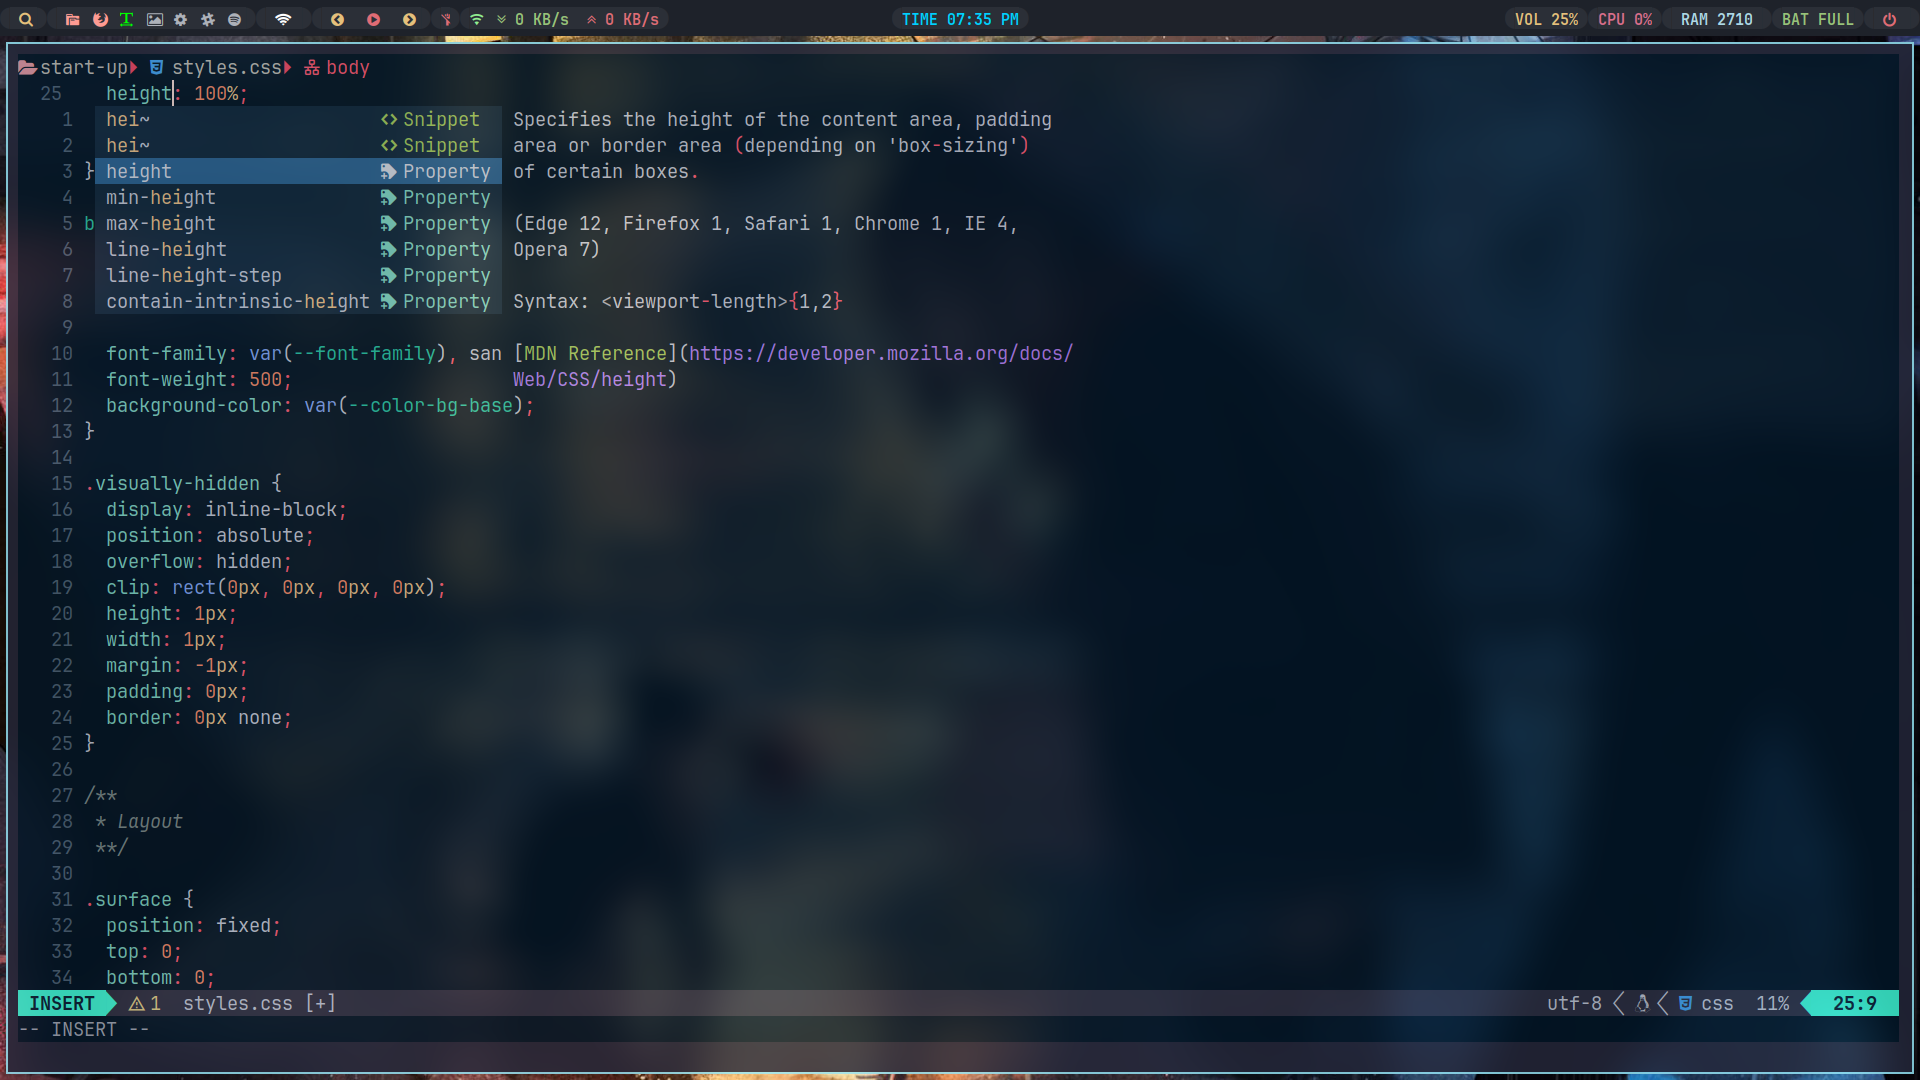 0 KB/s 0 KB/s TIME 07:35 PM VOL 25% CPU 0% RAM 2710 BAT FULL
start-up styles.css body
25 height: 100%;
1 hei~ Snippet Specifies the height of the content area, padding
2 hei~ Snippet area or border area (depending on 'box-sizing')
3 } height Property of certain boxes.
4 min-height Property
5 b max-height Property (Edge 12, Firefox 1, Safari 1, Chrome 1, IE 4,
6 line-height Property Opera 7)
7 line-height-step Property
8 contain-intrinsic-height Property Syntax: <viewport-length>{1,2}
9
10 font-family: var(--font-family), san [MDN Reference](https://developer.mozilla.org/docs/
11 font-weight: 500; Web/CSS/height)
12 background-color: var(--color-bg-base);
13 }
14
15 .visually-hidden {
16 display: inline-block;
17 position: absolute;
18 overflow: hidden;
19 clip: rect(0px, 0px, 0px, 0px);
20 height: 1px;
21 width: 1px;
22 margin: -1px;
23 padding: 0px;
24 border: 0px none;
25 }
26
27 /**
28 * Layout
29 **/
30
31 .surface {
32 position: fixed;
33 top: 0;
34 bottom: 0;
INSERT 1 styles.css [+] utf-8 css 11% 25:9
-- INSERT --